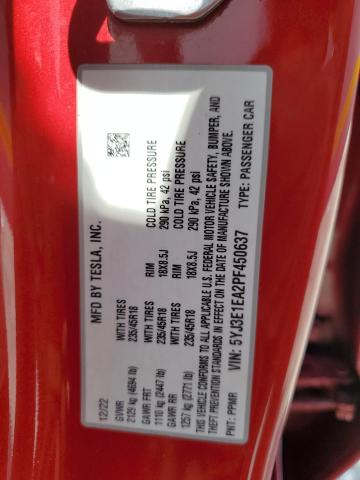 MFD BY TESLA, INC.
12/22
GVWR
2129 kg (4694 lb)
WITH TIRES
235/45R18
RIM
18X8.5J
COLD TIRE PRESSURE
290 kPa, 42 psi
GAWR FRT
1110 kg (2447 lb)
WITH TIRES
235/45R18
RIM
18X8.5J
COLD TIRE PRESSURE
290 kPa, 42 psi
GAWR RR
1257 kg (2771 lb)
THIS VEHICLE CONFORMS TO ALL APPLICABLE U.S. FEDERAL MOTOR VEHICLE SAFETY, BUMPER, AND
THEFT PREVENTION STANDARDS IN EFFECT ON THE DATE OF MANUFACTURE SHOWN ABOVE.
VIN: 5YJ3E1EA2PF450637 TYPE: PASSENGER CAR
PNT: PPMR